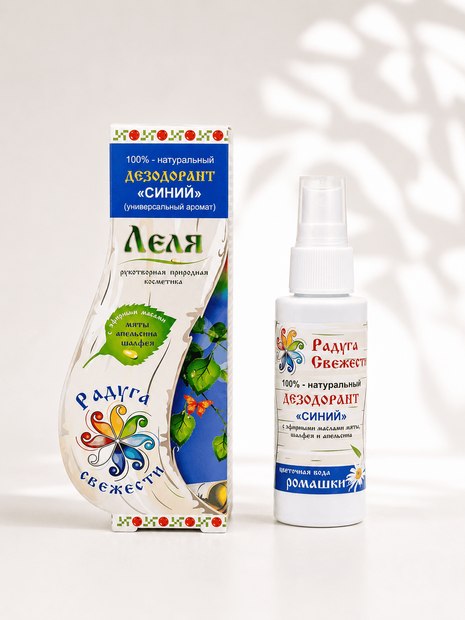 100% - натуральный
ДЕЗОДОРАНТ
«СИНИЙ»
(универсальный аромат)
Леля
рукотворная природная
косметика
с эфирными маслами
мяты
апельсина
шалфея
Радуга
свежести
Радуга
Свежести
100% - натуральный
ДЕЗОДОРАНТ
«СИНИЙ»
с эфирными маслами мяты,
шалфея и апельсина
цветочная вода
ромашки